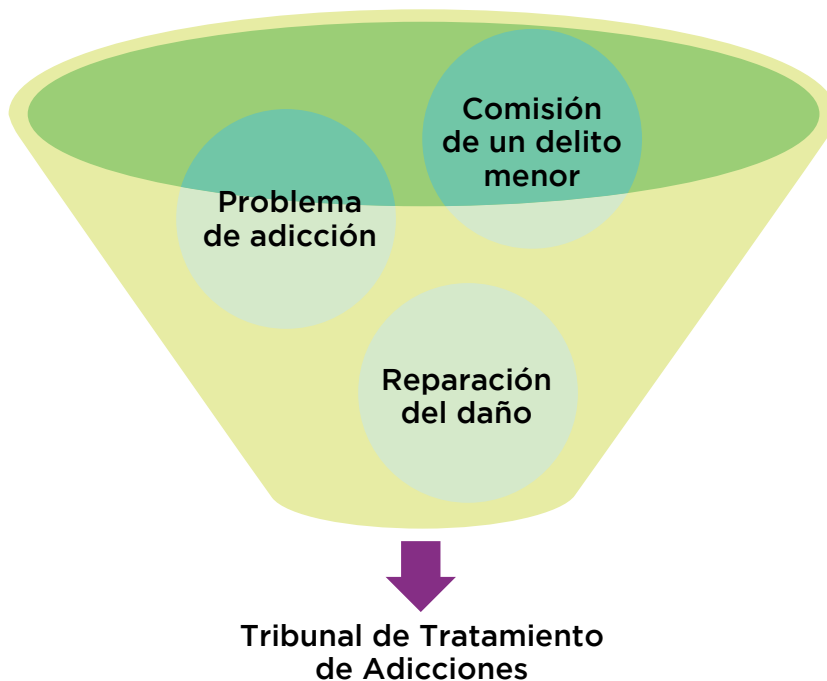 Comisión
de un delito
menor
Problema
de adicción
Reparación
del daño
Tribunal de Tratamiento
de Adicciones